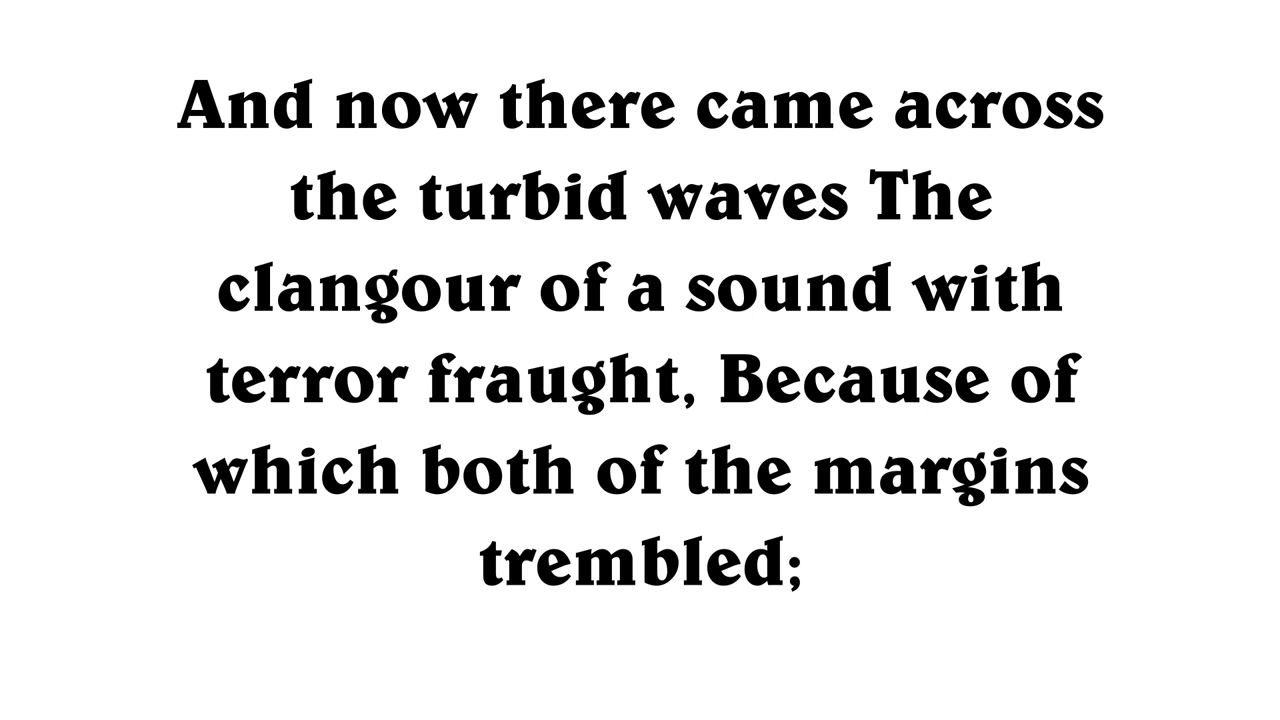 And now there came across
the turbid waves The
clangour of a sound with
terror fraught, Because of
which both of the margins
trembled;